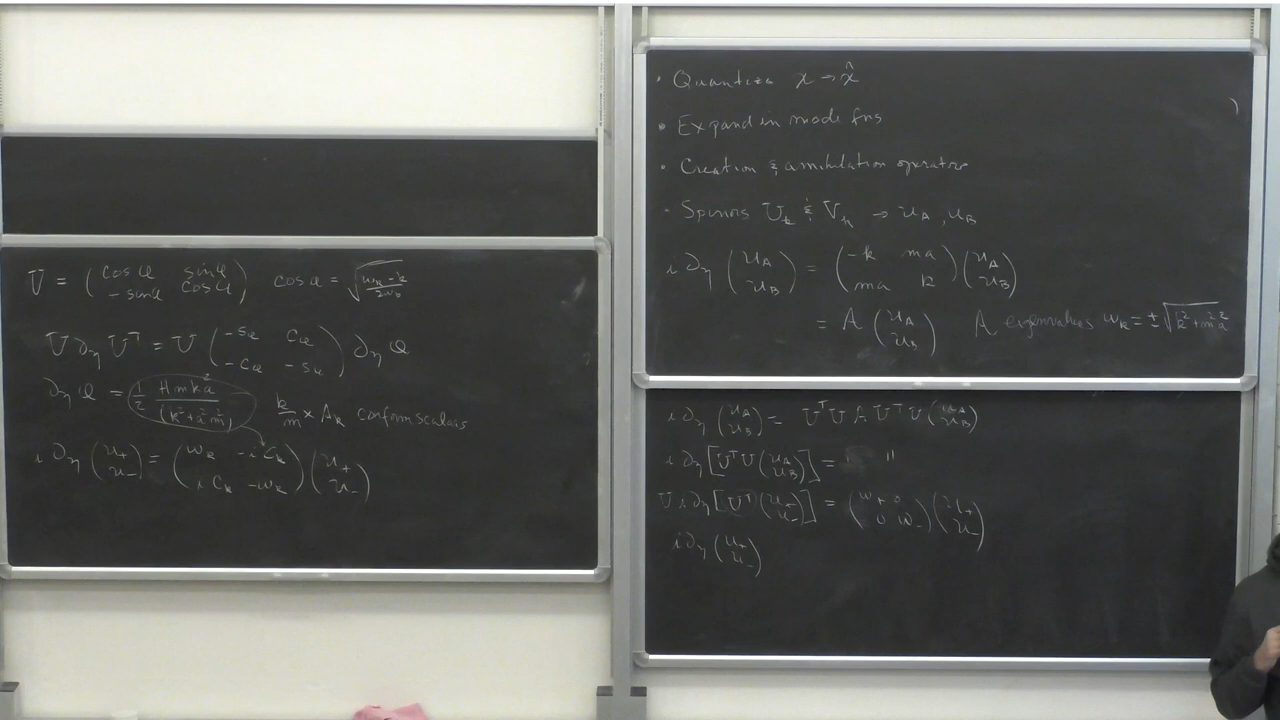 U = ( cos α  sin α ; - sin α  cos α )   cos α = √( (ω_k - k) / 2ω_k )
U ∂_η U^T = U ( -s_α  c_α ; -c_α  -s_α ) ∂_η α
∂_η α = 1/2 H m k a² / (k² + a² m²)   k/m × A_k conform scalars
i ∂_η ( u_+ ; u_- ) = ( ω_k  -i C_k ; i C_k  -ω_k ) ( u_+ ; u_- )
• Quantize χ → χ̂
• Expand in mode fns
• Creation & annihilation operators
• Spinors U_k & V_k → u_A, u_B
i ∂_η ( u_A ; u_B ) = ( -k  ma ; ma  k ) ( u_A ; u_B )
= A ( u_A ; u_B )   A eigenvalues ω_k = ± √( k² + m² a² )
i ∂_η ( u_A ; u_B ) = U^T U A U^T U ( u_A ; u_B )
i ∂_η [ U^T U ( u_A ; u_B ) ] = "
U i ∂_η [ U^T ( u_+ ; u_- ) ] = ( ω_+  0 ; 0  ω_- ) ( u_+ ; u_- )
i ∂_η ( u_+ ; u_- )